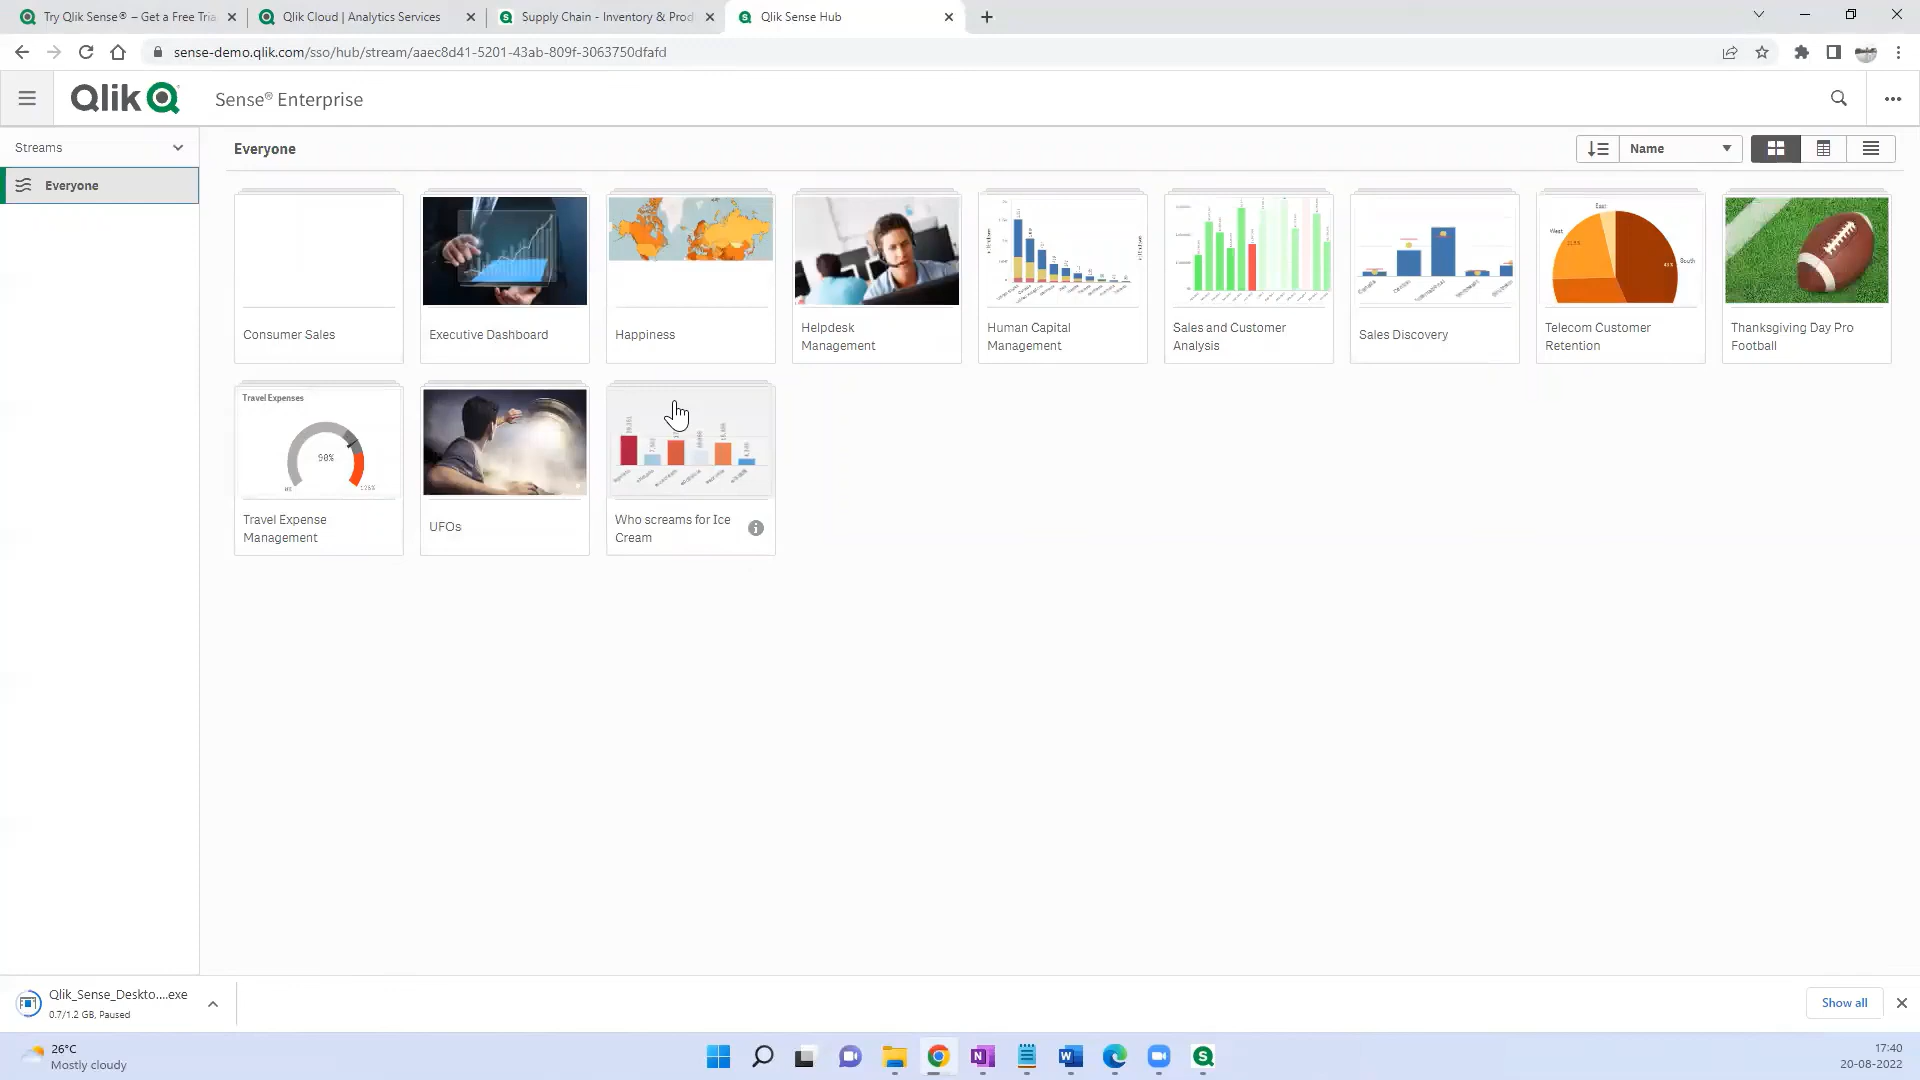 Try Qlik Sense® – Get a Free Tria
Qlik Cloud | Analytics Services
Supply Chain - Inventory & Prod
Qlik Sense Hub
sense-demo.qlik.com/sso/hub/stream/aaec8d41-5201-43ab-809f-3063750dfafd
Qlik
Sense® Enterprise
Streams
Everyone
Everyone
Name
East
West
South
Consumer Sales
Executive Dashboard
Happiness
Helpdesk
Management
Human Capital
Management
Sales and Customer
Analysis
Sales Discovery
Telecom Customer
Retention
Thanksgiving Day Pro
Football
Travel Expenses
90%
125%
Travel Expense
Management
UFOs
Who screams for Ice
Cream
Qlik_Sense_Deskto....exe
0.7/1.2 GB, Paused
Show all
26°C
Mostly cloudy
17:40
20-08-2022